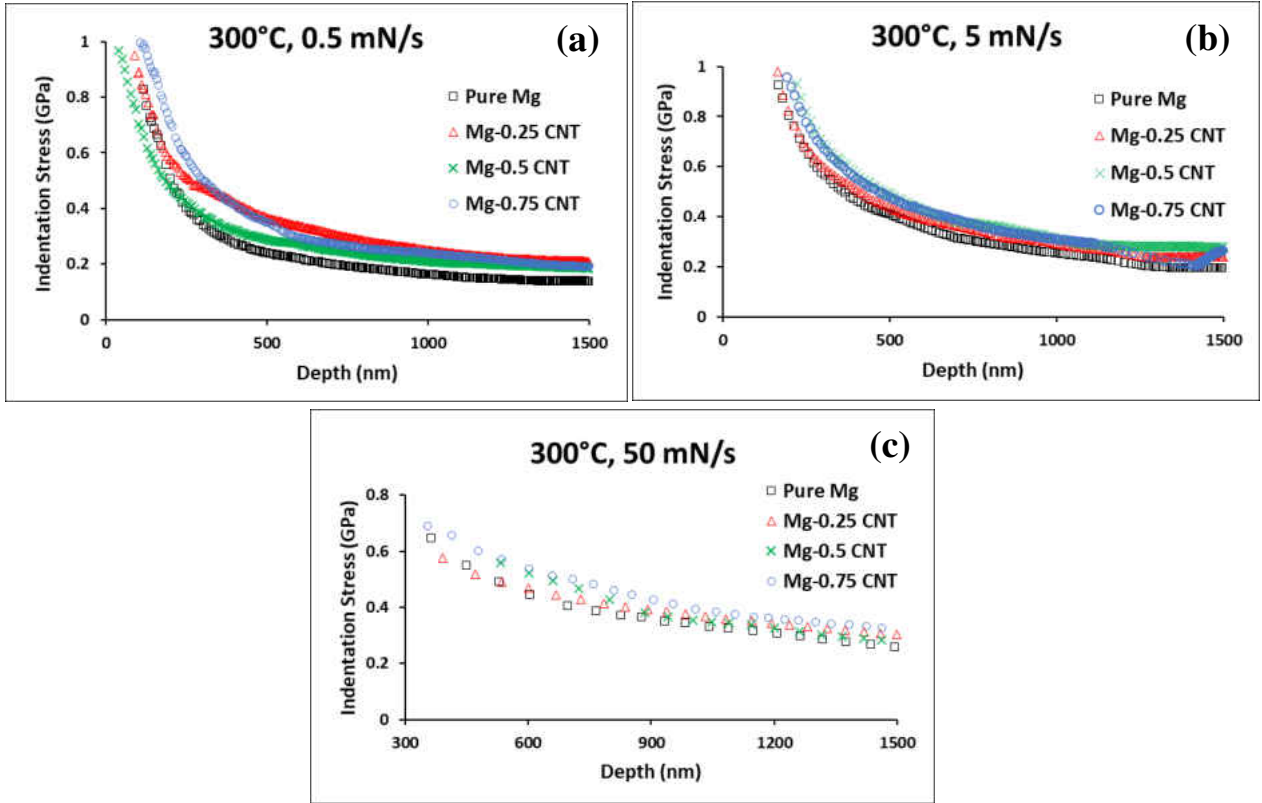 300°C, 0.5 mN/s
(a)
Indentation Stress (GPa)
1
0.8
0.6
0.4
0.2
0
Pure Mg
Mg-0.25 CNT
Mg-0.5 CNT
Mg-0.75 CNT
0 500 1000 1500
Depth (nm)
300°C, 5 mN/s
(b)
Indentation Stress (GPa)
1
0.8
0.6
0.4
0.2
0
Pure Mg
Mg-0.25 CNT
Mg-0.5 CNT
Mg-0.75 CNT
0 500 1000 1500
Depth (nm)
300°C, 50 mN/s
(c)
Indentation Stress (GPa)
0.8
0.6
0.4
0.2
0
Pure Mg
Mg-0.25 CNT
Mg-0.5 CNT
Mg-0.75 CNT
300 600 900 1200 1500
Depth (nm)